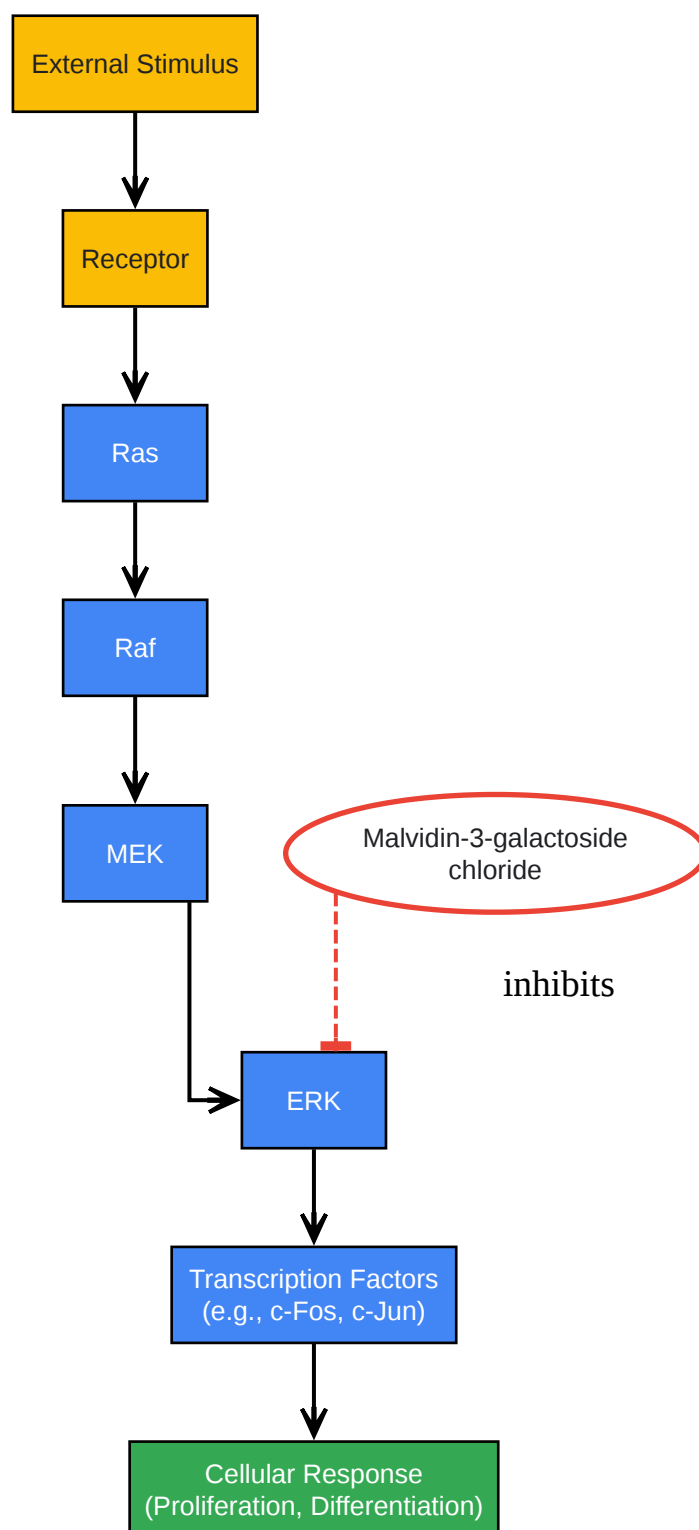 External Stimulus
Receptor
Ras
Raf
MEK
Malvidin-3-galactoside
chloride
inhibits
ERK
Transcription Factors
(e.g., c-Fos, c-Jun)
Cellular Response
(Proliferation, Differentiation)